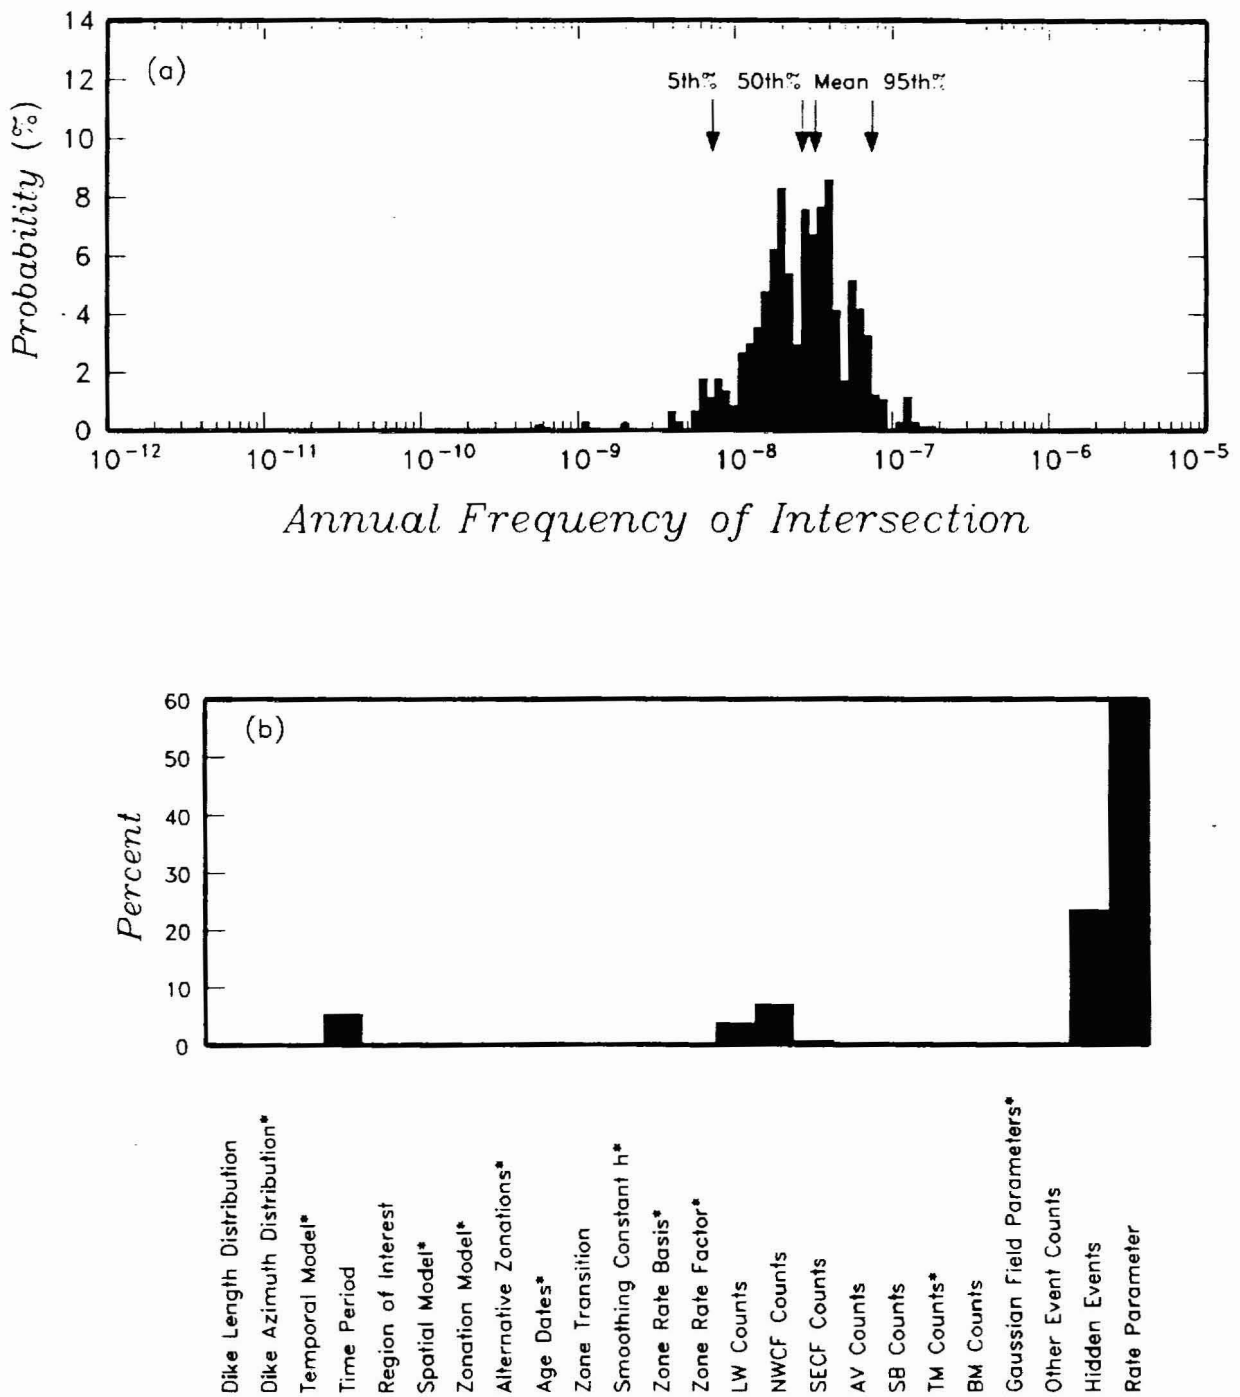 14
12
10
8
6
4
2
0
Probability (%)
(a)
5th% 50th% Mean 95th%
10-12 10-11 10-10 10-9 10-8 10-7 10-6 10-5
Annual Frequency of Intersection
60
50
40
30
20
10
0
Percent
(b)
Dike Length Distribution
Dike Azimuth Distribution*
Temporal Model*
Time Period
Region of Interest
Spatial Model*
Zonation Model*
Alternative Zonations*
Age Dates*
Zone Transition
Smoothing Constant h*
Zone Rate Basis*
Zone Rate Factor*
LW Counts
NWCF Counts
SECF Counts
AV Counts
SB Counts
TM Counts*
BM Counts
Gaussian Field Parameters*
Other Event Counts
Hidden Events
Rate Parameter